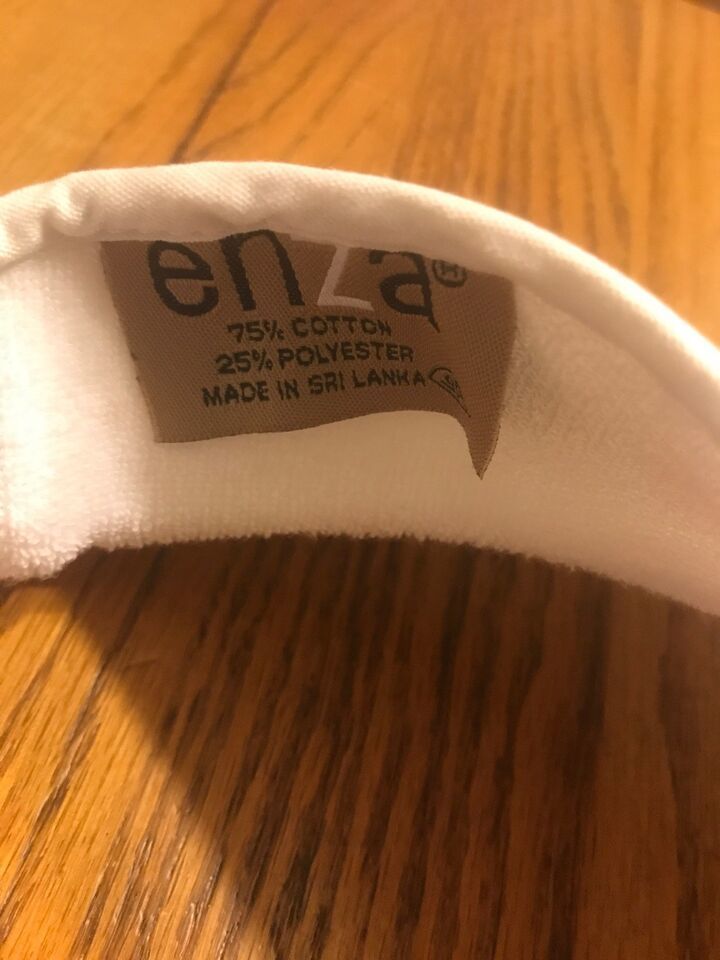 enza®
75% COTTON
25% POLYESTER
MADE IN SRI LANKA